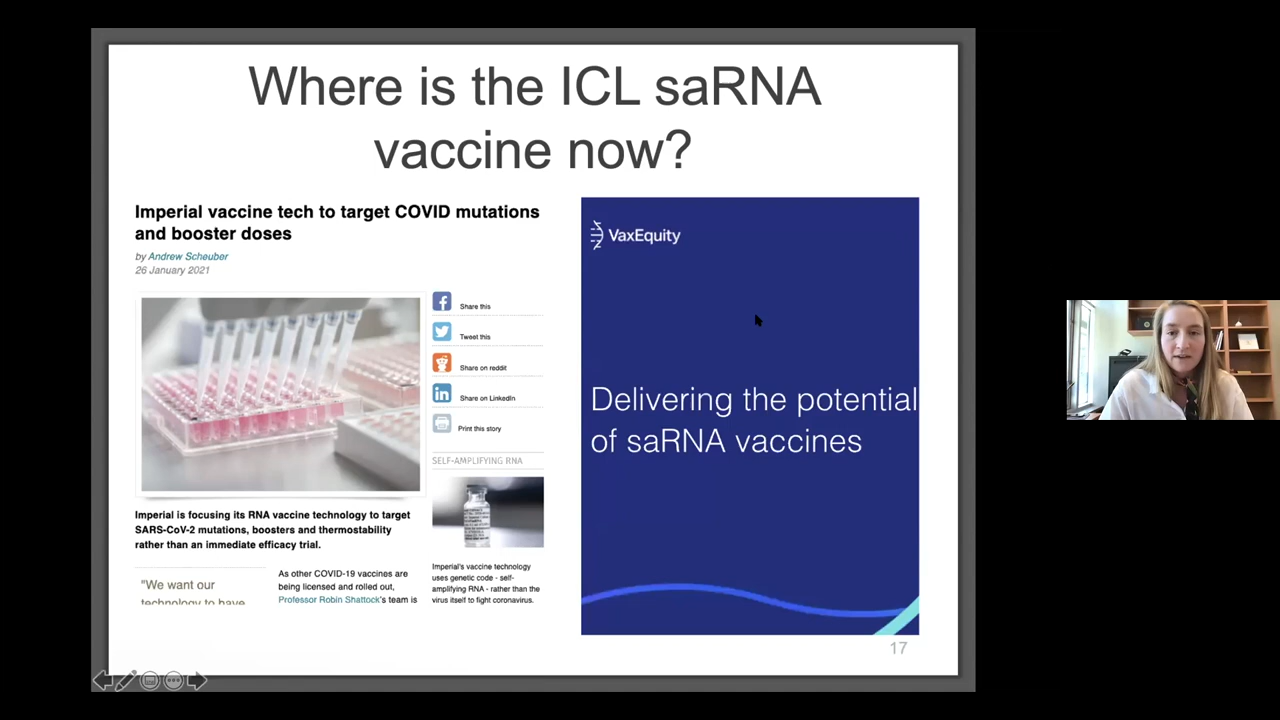 Where is the ICL saRNA
vaccine now?
Imperial vaccine tech to target COVID mutations
and booster doses
by Andrew Scheuber
26 January 2021
Share this
Tweet this
Share on reddit
Share on LinkedIn
Print this story
SELF-AMPLIFYING RNA
Imperial is focusing its RNA vaccine technology to target
SARS-CoV-2 mutations, boosters and thermostability
rather than an immediate efficacy trial.
"We want our
technology to have
As other COVID-19 vaccines are
being licensed and rolled out,
Professor Robin Shattock's team is
Imperial's vaccine technology
uses genetic code - self-
amplifying RNA - rather than the
virus itself to fight coronavirus.
VaxEquity
Delivering the potential
of saRNA vaccines
17